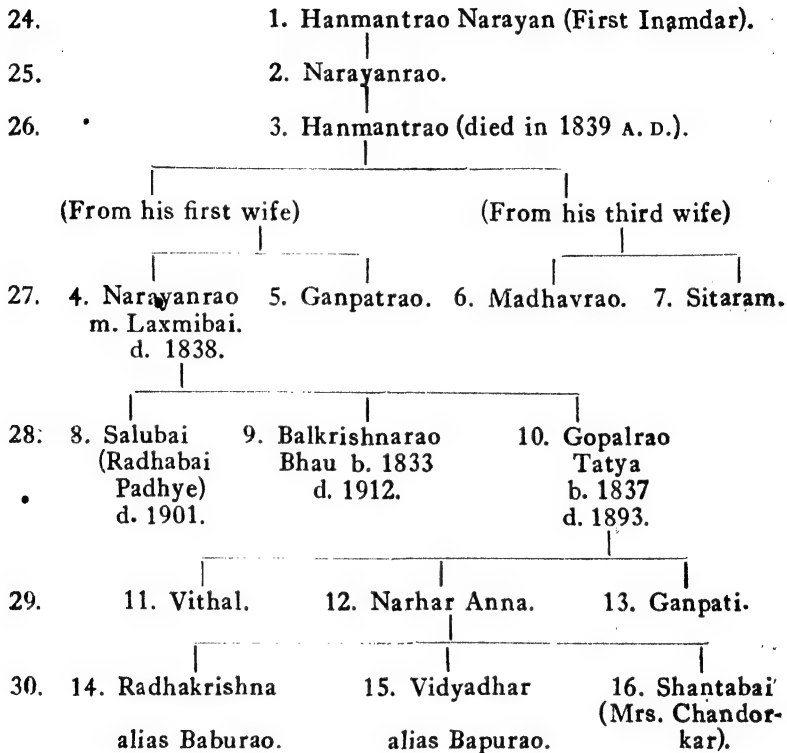 24. 1. Hanmantrao Narayan (First Inamdar).
25. 2. Narayanrao.
26. 3. Hanmantrao (died in 1839 A. D.).
(From his first wife) (From his third wife)
27. 4. Narayanrao 5. Ganpatrao. 6. Madhavrao. 7. Sitaram.
m. Laxmibai.
d. 1838.
28. 8. Salubai 9. Balkrishnarao 10. Gopalrao
(Radhabai Bhau b. 1833 Tatya
Padhye) d. 1912. b. 1837
d. 1901. d. 1893.
29. 11. Vithal. 12. Narhar Anna. 13. Ganpati.
30. 14. Radhakrishna 15. Vidyadhar 16. Shantabai
(Mrs. Chandor-
alias Baburao. alias Bapurao. kar).